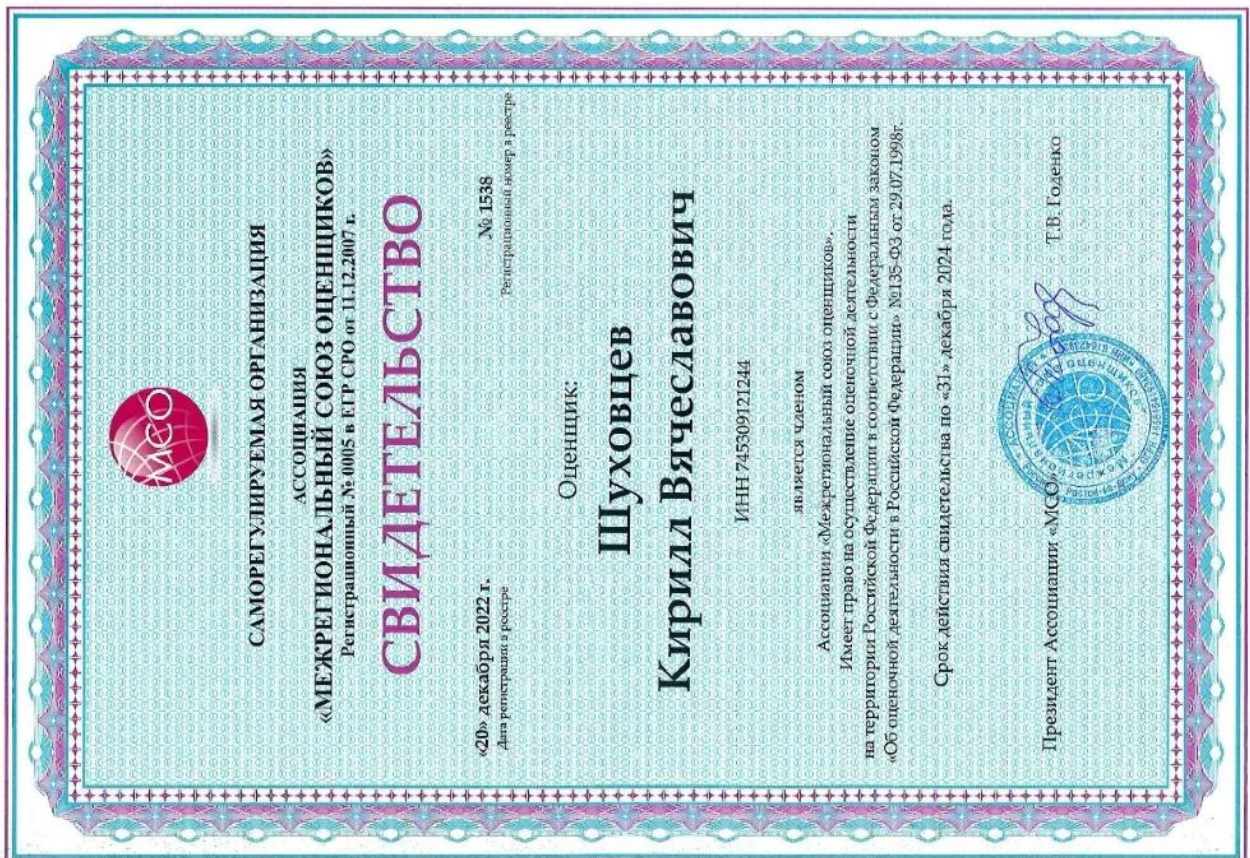 МСО
САМОРЕГУЛИРУЕМАЯ ОРГАНИЗАЦИЯ
АССОЦИАЦИЯ
«МЕЖРЕГИОНАЛЬНЫЙ СОЮЗ ОЦЕНЩИКОВ»
Регистрационный № 0005 в ЕГР СРО от 11.12.2007 г.
СВИДЕТЕЛЬСТВО
«20» декабря 2022 г. № 1538
Дата регистрации в реестре Регистрационный номер в реестре
Оценщик:
Шуховцев
Кирилл Вячеславович
ИНН 745309121244
является членом
Ассоциации «Межрегиональный союз оценщиков».
Имеет право на осуществление оценочной деятельности
на территории Российской Федерации в соответствии с Федеральным законом
«Об оценочной деятельности в Российской Федерации» №135-ФЗ от 29.07.1998г.
Срок действия свидетельства по «31» декабря 2024 года.
Президент Ассоциации «МСО» Т.В. Годенко